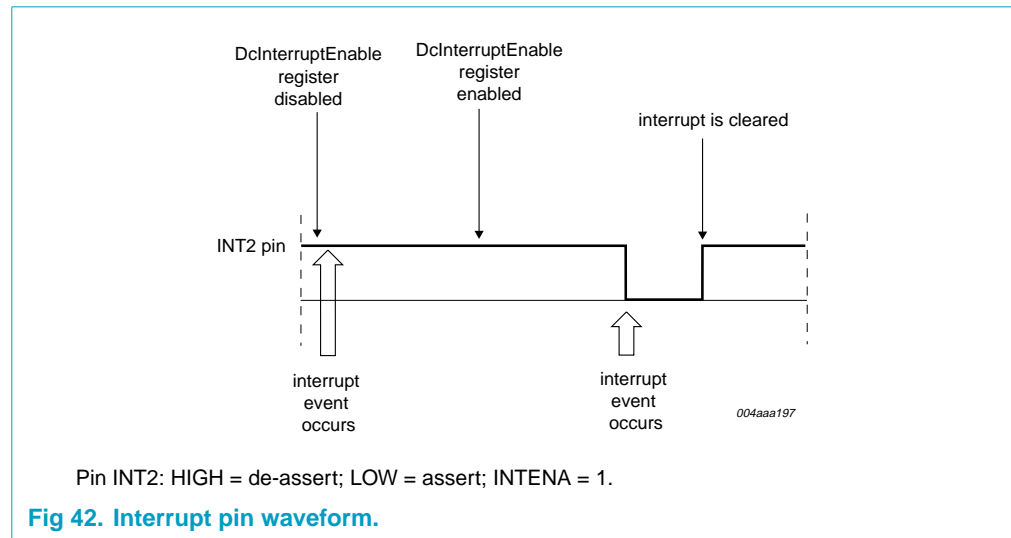 DcInterruptEnable
register
disabled
DcInterruptEnable
register
enabled
interrupt is cleared
INT2 pin
interrupt
event
occurs
interrupt
event
occurs
004aaa197
Pin INT2: HIGH = de-assert; LOW = assert; INTENA = 1.
Fig 42. Interrupt pin waveform.